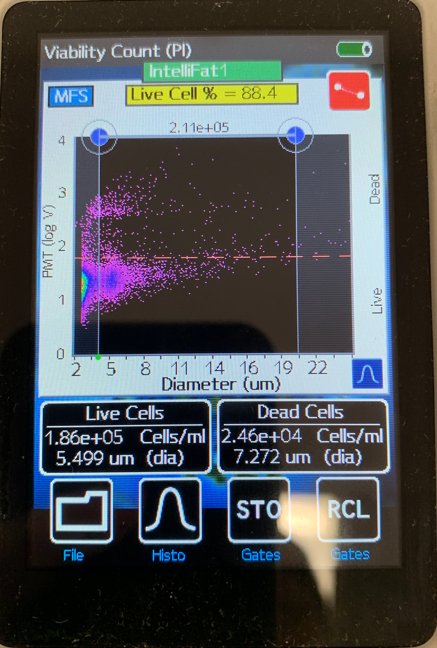 Viability Count (PI)
IntelliFat1
MFS
Live Cell % = 88.4
2.11e+05
4
3
2
1
0
PMT (log V)
Dead
Live
2 5 8 11 14 16 19 22
Diameter (um)
Live Cells
1.86e+05 Cells/ml
5.499 um (dia)
Dead Cells
2.46e+04 Cells/ml
7.272 um (dia)
STO
RCL
File
Histo
Gates
Gates